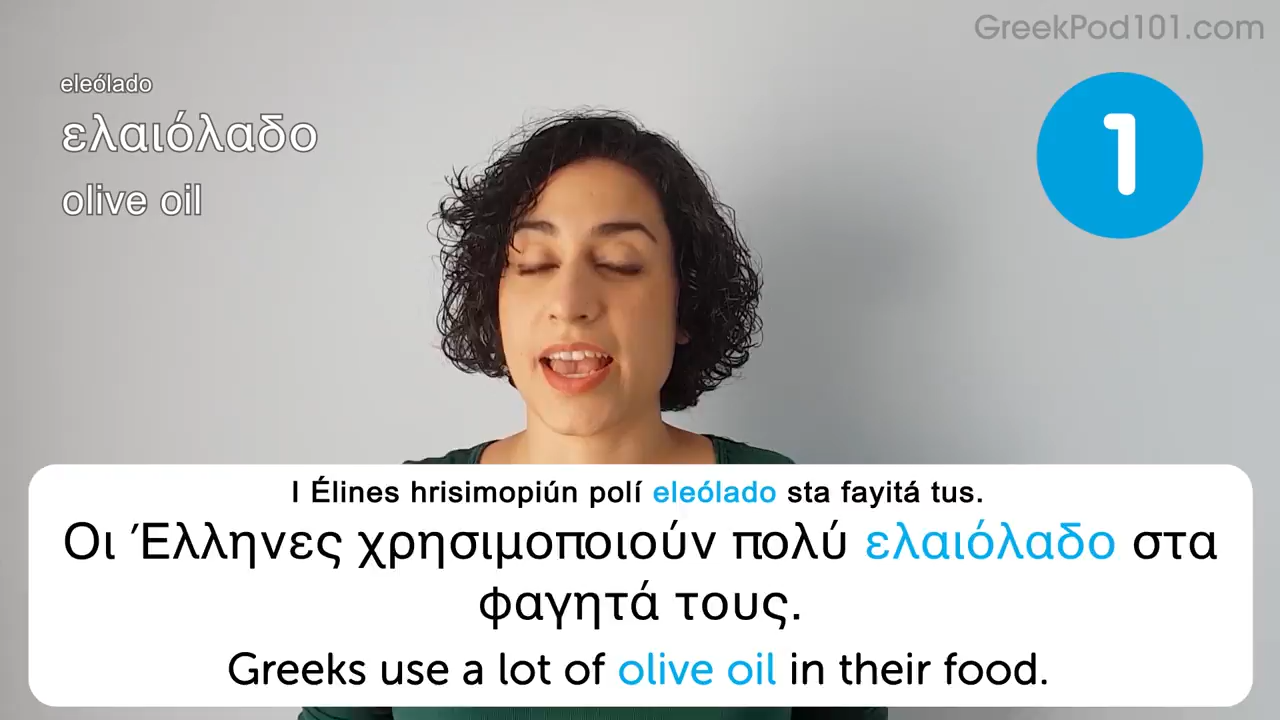 GreekPod101.com
eleólado
ελαιόλαδο
olive oil
1
I Élines hrisimopiún polí eleólado sta fayitá tus.
Οι Έλληνες χρησιμοποιούν πολύ ελαιόλαδο στα
φαγητά τους.
Greeks use a lot of olive oil in their food.